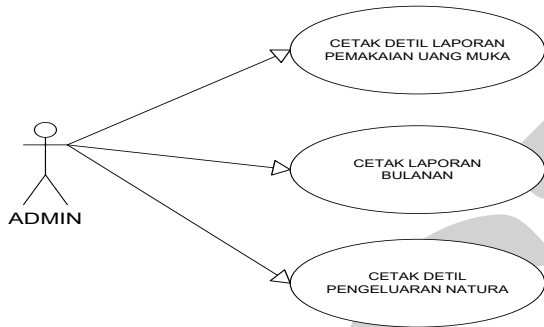 CETAK DETIL LAPORAN
PEMAKAIAN UANG MUKA
CETAK LAPORAN
BULANAN
ADMIN
CETAK DETIL
PENGELUARAN NATURA